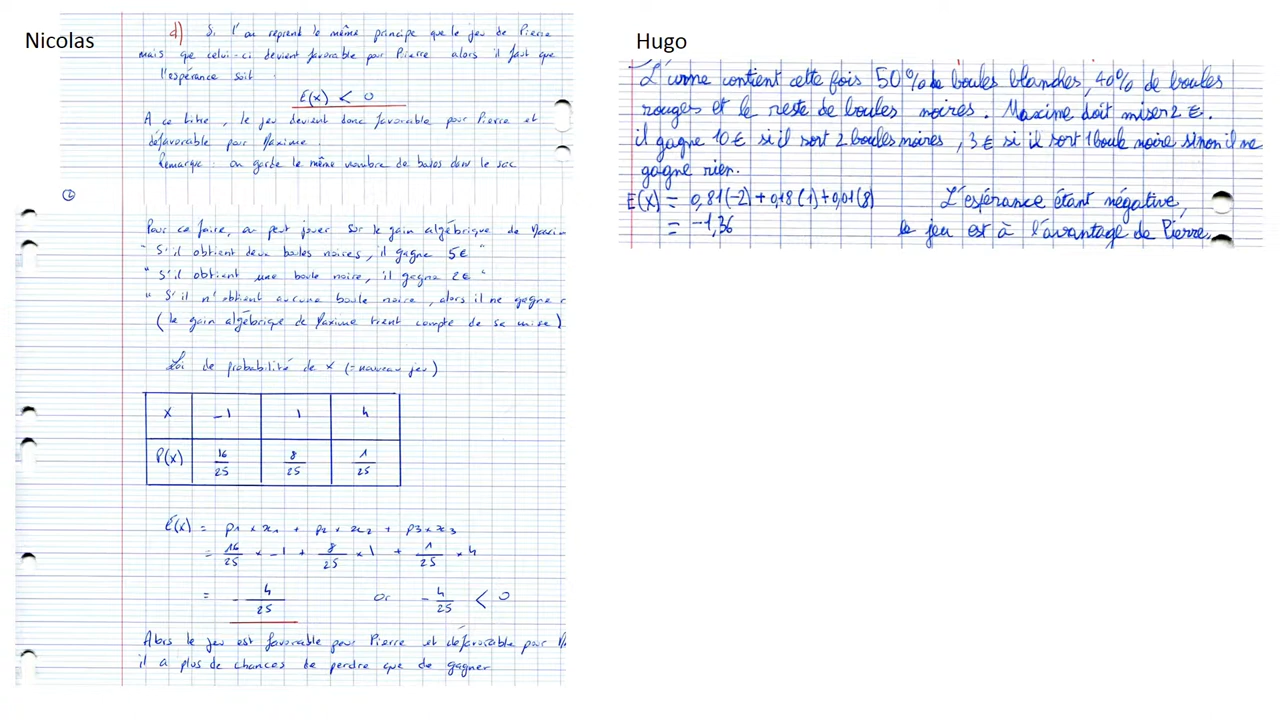 Nicolas
d) Si l'on reprend le même principe que le jeu de Pierre
mais que celui-ci devient favorable pour Pierre alors il faut que
l'espérance soit :
E(x) < 0
A ce titre, le jeu devient donc favorable pour Pierre et
défavorable pour Maxime.
Remarque : on garde le même nombre de boules dans le sac
Pour ce faire, on peut jouer sur le gain algébrique de Maxim
"S'il obtient deux boules noires, il gagne 5€"
"S'il obtient une boule noire, il gagne 2€"
"S'il n'obtient aucune boule noire, alors il ne gagne r
(le gain algébrique de Maxime tient compte de sa mise)
Loi de probabilité de X (= nouveau jeu)
X -1 1 4
P(X) 16/25 8/25 1/25
E(X) = p1 × x1 + p2 × x2 + p3 × x3
= 16/25 × -1 + 8/25 × 1 + 1/25 × 4
= - 4/25 or - 4/25 < 0
Alors le jeu est favorable pour Pierre et défavorable pour M
il a plus de chances de perdre que de gagner
Hugo
L'urne contient cette fois 50% de boules blanches, 40% de boules
rouges et le reste de boules noires. Maxime doit miser 2€.
il gagne 10€ si il sort 2 boules noires, 3€ si il sort 1 boule noire sinon il ne
gagne rien.
E(X) = 0,81(-2) + 0,18(1) + 0,01(8) L'espérance étant négative,
= -1,36 le jeu est à l'avantage de Pierre.